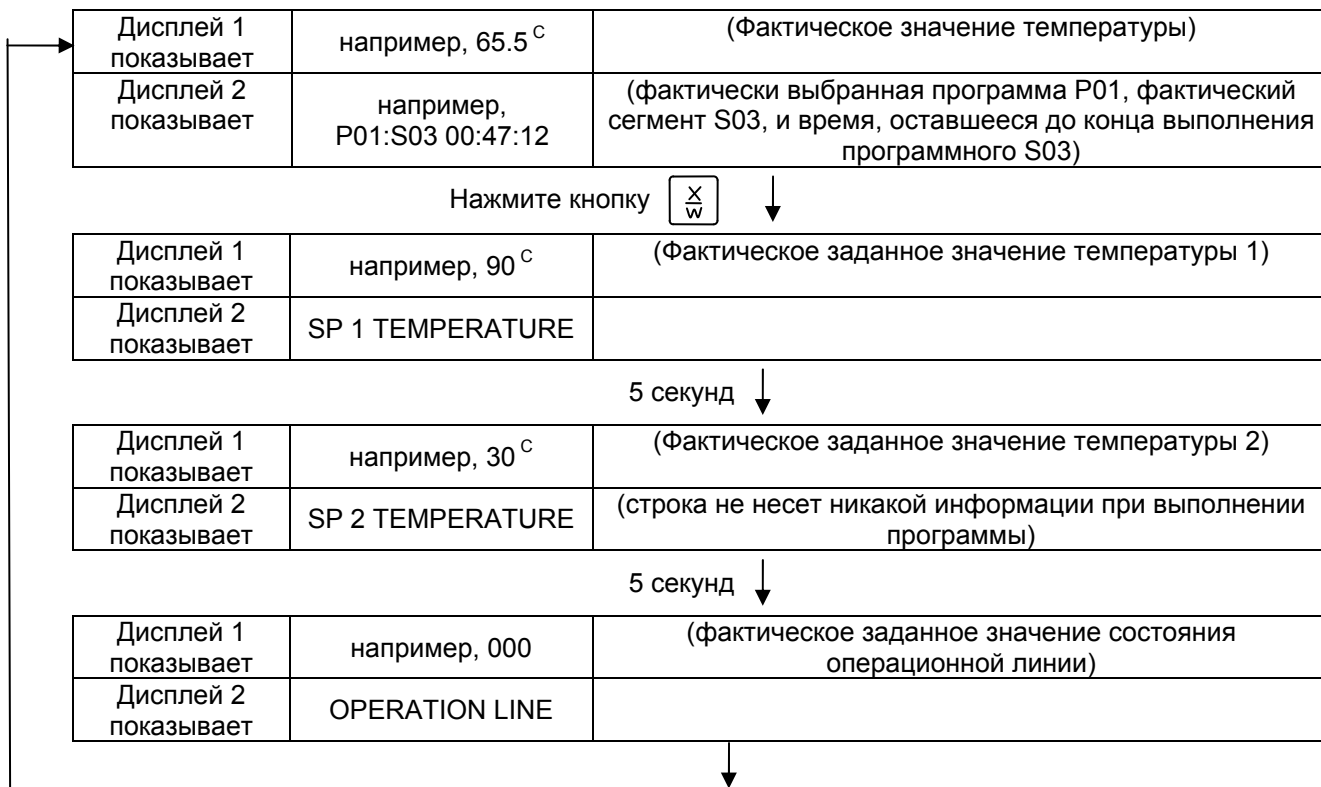 Дисплей 1 показывает
например, 65.5 C
(Фактическое значение температуры)
Дисплей 2 показывает
например,
P01:S03 00:47:12
(фактически выбранная программа P01, фактический
сегмент S03, и время, оставшееся до конца выполнения
программного S03)
Нажмите кнопку X/W
Дисплей 1
показывает
например, 90 C
(Фактическое заданное значение температуры 1)
Дисплей 2
показывает
SP 1 TEMPERATURE
5 секунд
Дисплей 1
показывает
например, 30 C
(Фактическое заданное значение температуры 2)
Дисплей 2
показывает
SP 2 TEMPERATURE
(строка не несет никакой информации при выполнении
программы)
5 секунд
Дисплей 1
показывает
например, 000
(фактическое заданное значение состояния
операционной линии)
Дисплей 2
показывает
OPERATION LINE